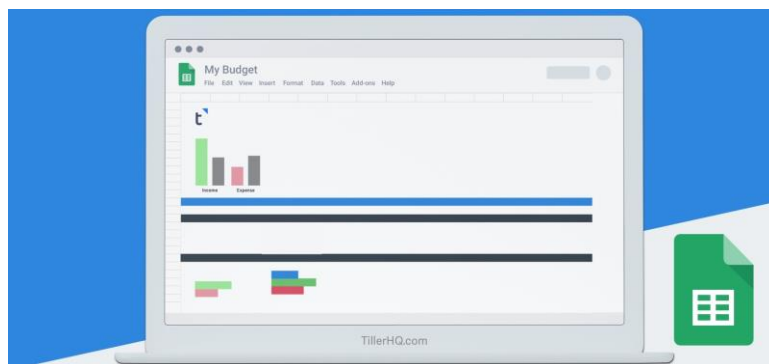 My Budget
File Edit View Insert Format Data Tools Add-ons Help
t
Income Expense
TillerHQ.com